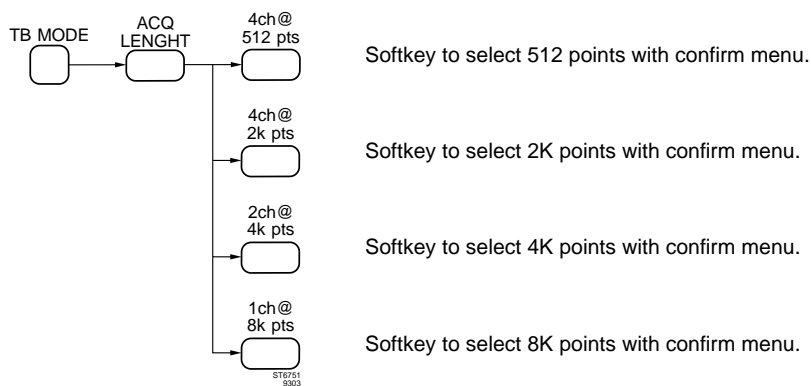 TB MODE
ACQ
LENGHT
4ch@
512 pts
Softkey to select 512 points with confirm menu.
4ch@
2k pts
Softkey to select 2K points with confirm menu.
2ch@
4k pts
Softkey to select 4K points with confirm menu.
1ch@
8k pts
Softkey to select 8K points with confirm menu.
ST6751
9303